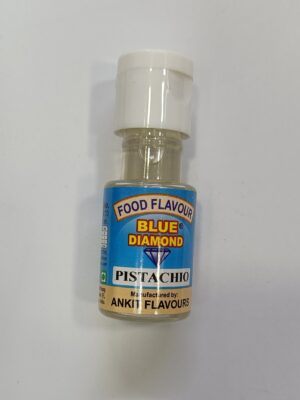 FOOD FLAVOUR
BLUE
DIAMOND
PISTACHIO
Manufactured by:
ANKIT FLAVOURS